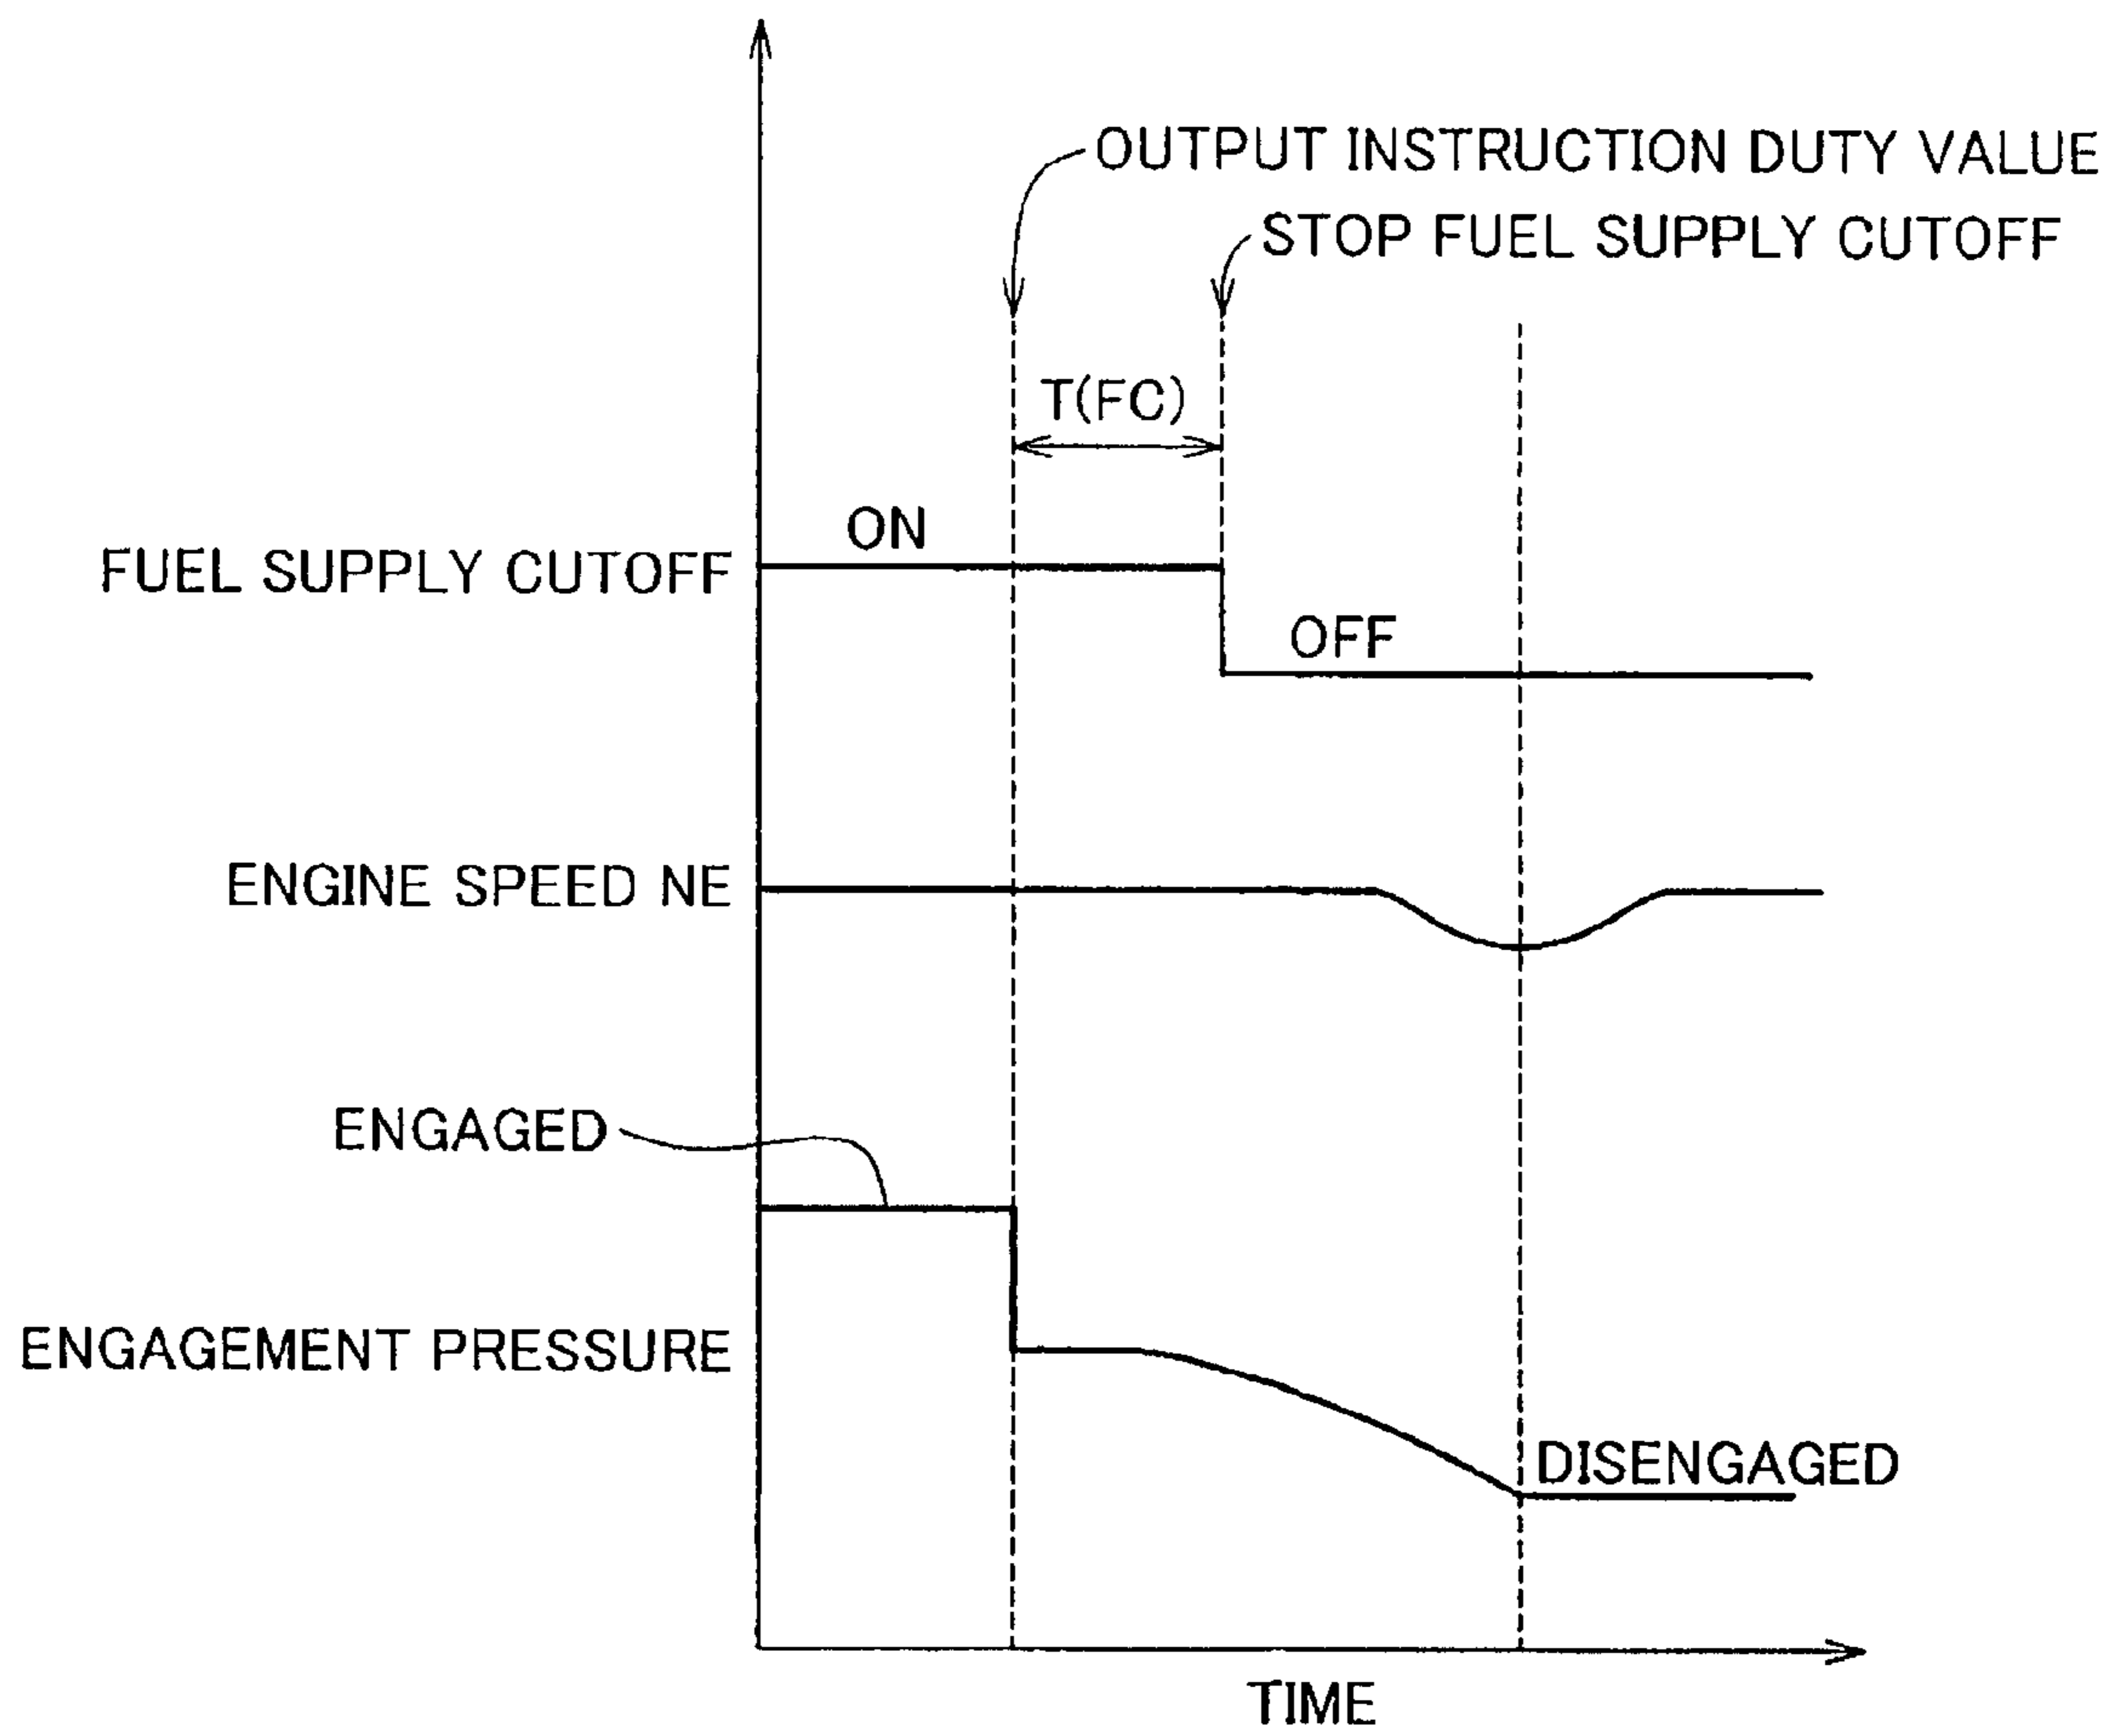 OUTPUT INSTRUCTION DUTY VALUE
STOP FUEL SUPPLY CUTOFF
T(FC)
ON
FUEL SUPPLY CUTOFF
OFF
ENGINE SPEED NE
ENGAGED
ENGAGEMENT PRESSURE
DISENGAGED
TIME